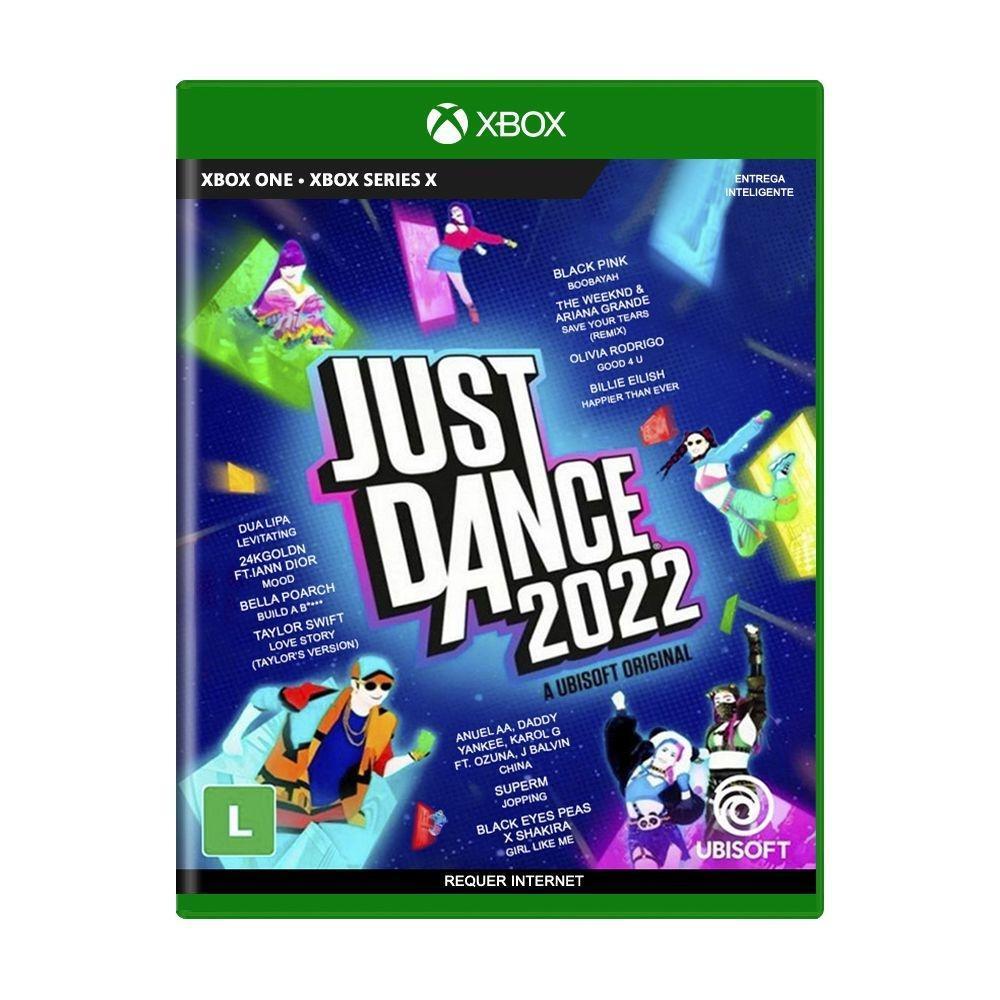 XBOX
XBOX ONE • XBOX SERIES X
ENTREGA
INTELIGENTE
BLACK PINK
BOOBAYAH
THE WEEKND &
ARIANA GRANDE
SAVE YOUR TEARS
(REMIX)
OLIVIA RODRIGO
GOOD 4 U
BILLIE EILISH
HAPPIER THAN EVER
JUST
DANCE®
2022
A UBISOFT ORIGINAL
DUA LIPA
LEVITATING
24KGOLDN
FT.IANN DIOR
MOOD
BELLA POARCH
BUILD A B****
TAYLOR SWIFT
LOVE STORY
(TAYLOR'S VERSION)
ANUEL AA, DADDY
YANKEE, KAROL G
FT. OZUNA, J BALVIN
CHINA
SUPERM
JOPPING
BLACK EYES PEAS
X SHAKIRA
GIRL LIKE ME
L
UBISOFT
REQUER INTERNET